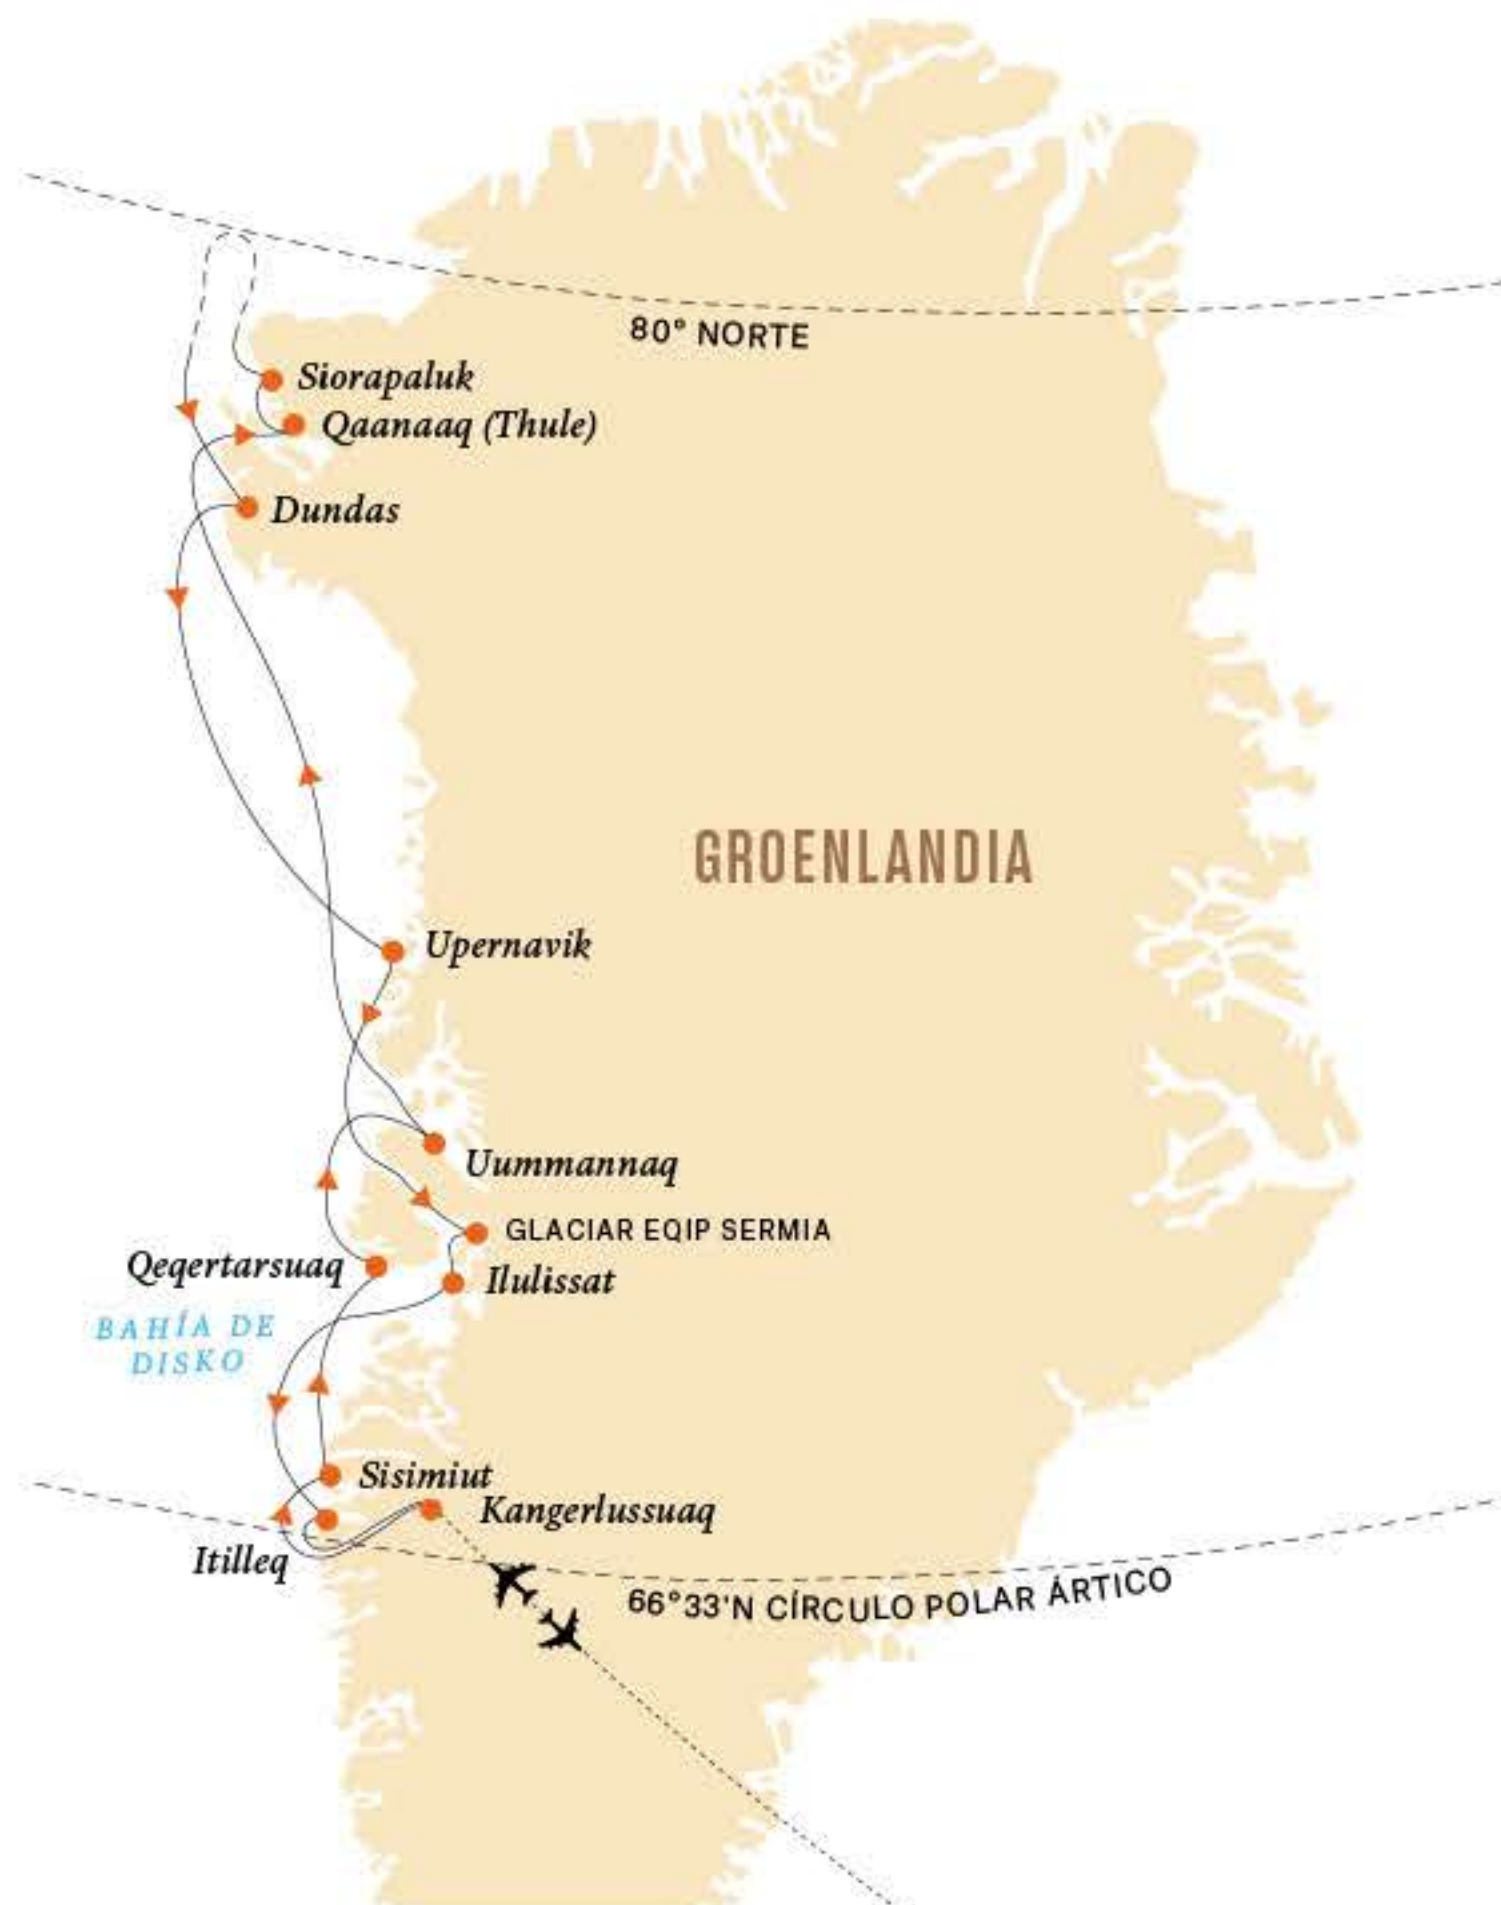 80° NORTE
Siorapaluk
Qaanaaq (Thule)
Dundas
GROENLANDIA
Upernavik
Uummannaq
GLACIAR EQIP SERMIA
Qeqertarsuaq
Ilulissat
BAHÍA DE
DISKO
Sisimiut
Kangerlussuaq
Itilleq
66°33'N CÍRCULO POLAR ÁRTICO